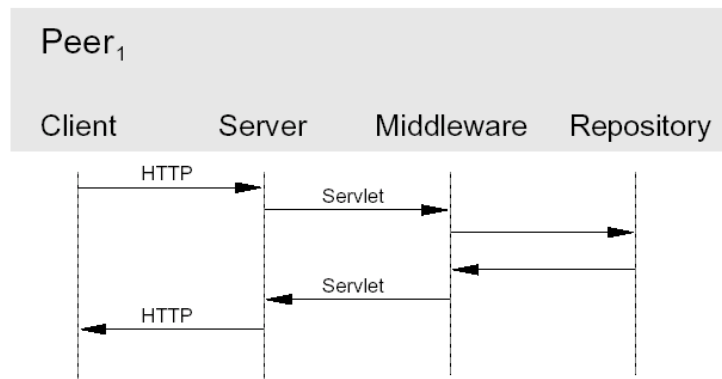 Peer₁
Client Server Middleware Repository
HTTP
Servlet
Servlet
HTTP